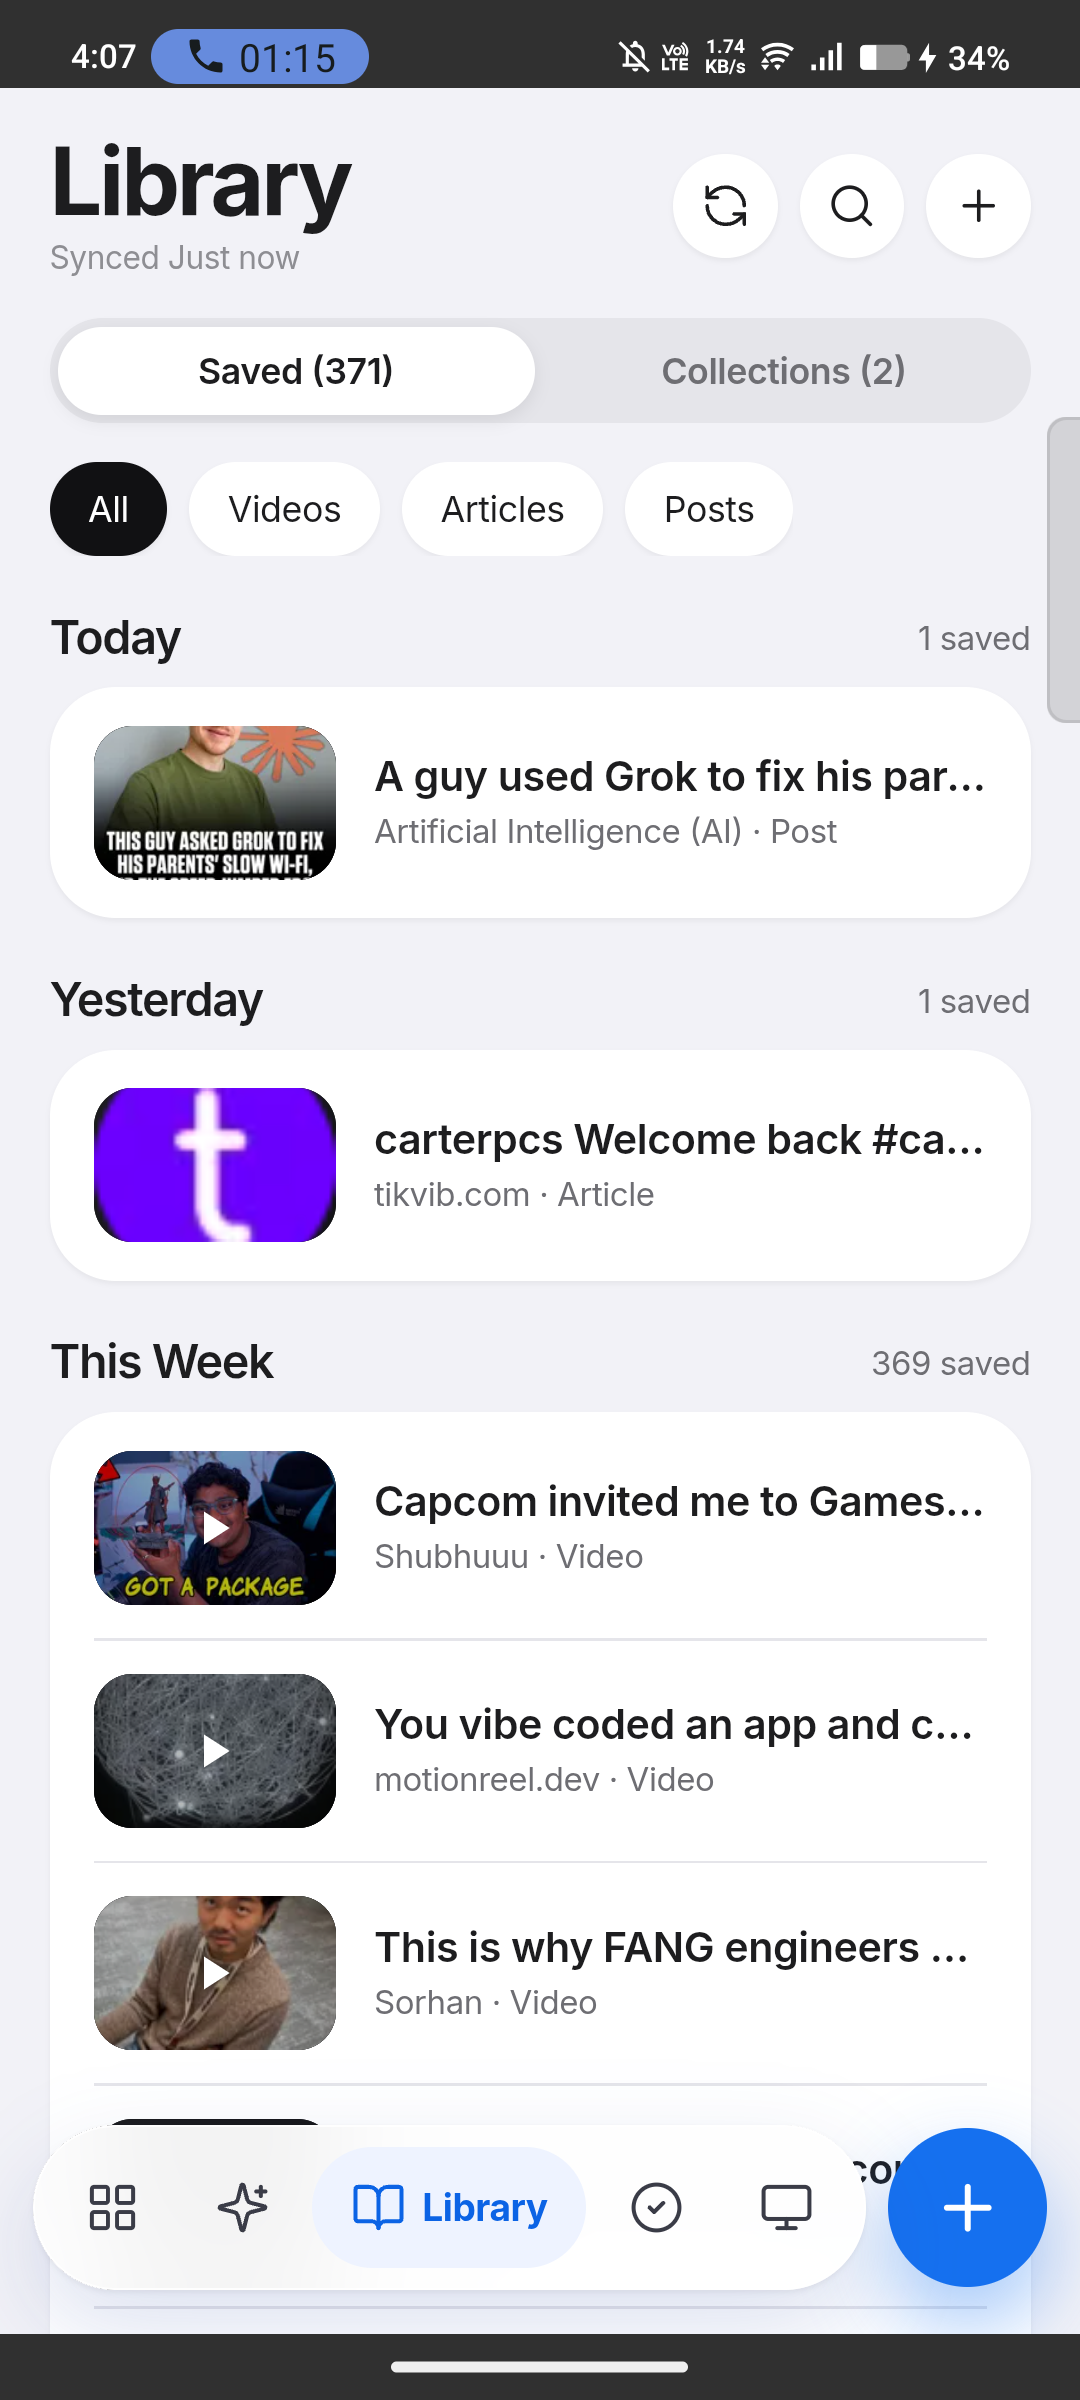 4:07 01:15 Vo) LTE 1.74 KB/s 34%
Library
Synced Just now
Saved (371) Collections (2)
All Videos Articles Posts
Today 1 saved
THIS GUY ASKED GROK TO FIX
HIS PARENTS' SLOW WI-FI,
A guy used Grok to fix his par...
Artificial Intelligence (AI) · Post
Yesterday 1 saved
t
carterpcs Welcome back #ca...
tikvib.com · Article
This Week 369 saved
GOT A PACKAGE
Capcom invited me to Games...
Shubhuuu · Video
You vibe coded an app and c...
motionreel.dev · Video
This is why FANG engineers ...
Sorhan · Video
Library